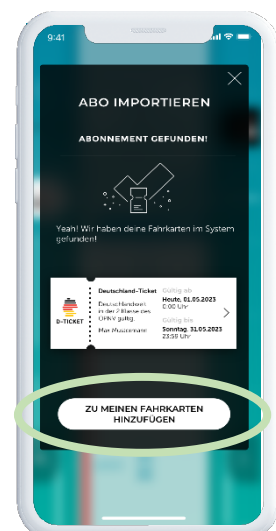 9:41
ABO IMPORTIEREN
ABONNEMENT GEFUNDEN!
Yeah! Wir haben deine Fahrkarten im System
gefunden!
D-TICKET
Deutschland-Ticket
Deutschlandweit
in der 2 Klasse des
ÖPNV gültig.
Max Mustermann
Gültig ab
Heute, 01.05.2023
0:00 Uhr
Gültig bis
Sonntag, 31.05.2023
23:59 Uhr
ZU MEINEN FAHRKARTEN
HINZUFÜGEN